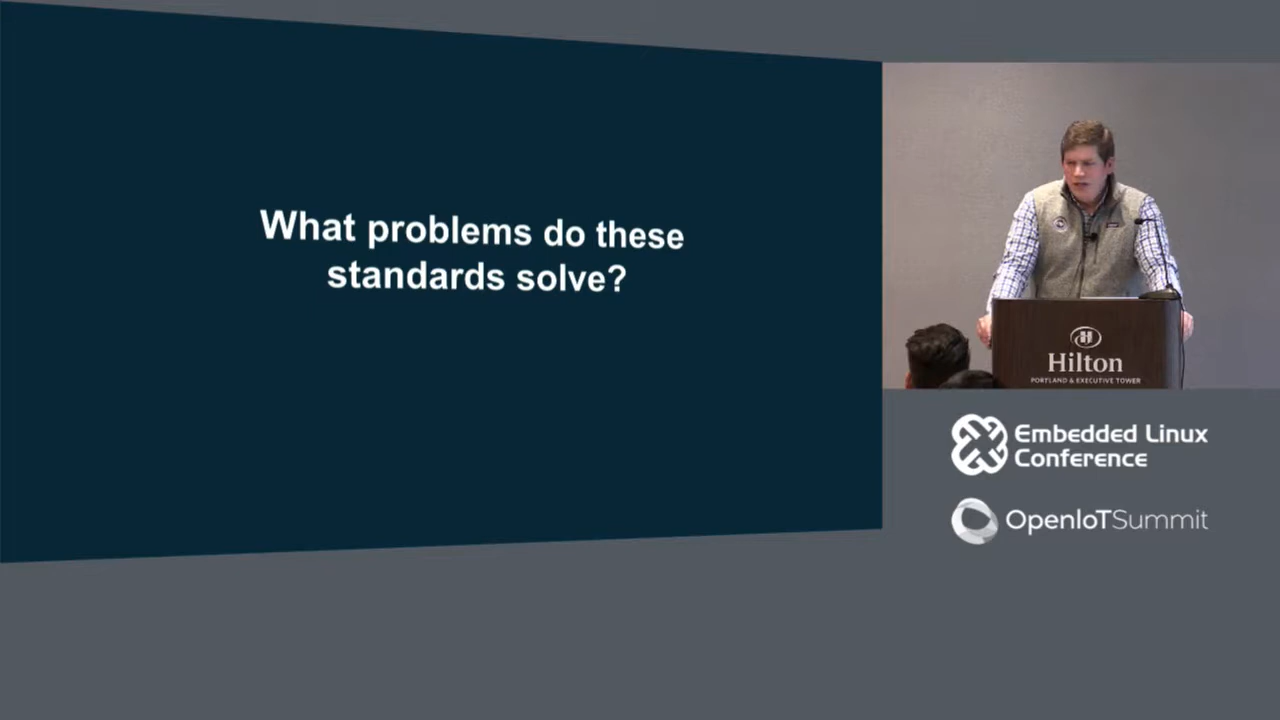 What problems do these
standards solve?
Hilton
PORTLAND & EXECUTIVE TOWER
Embedded Linux
Conference
OpenIoTSummit